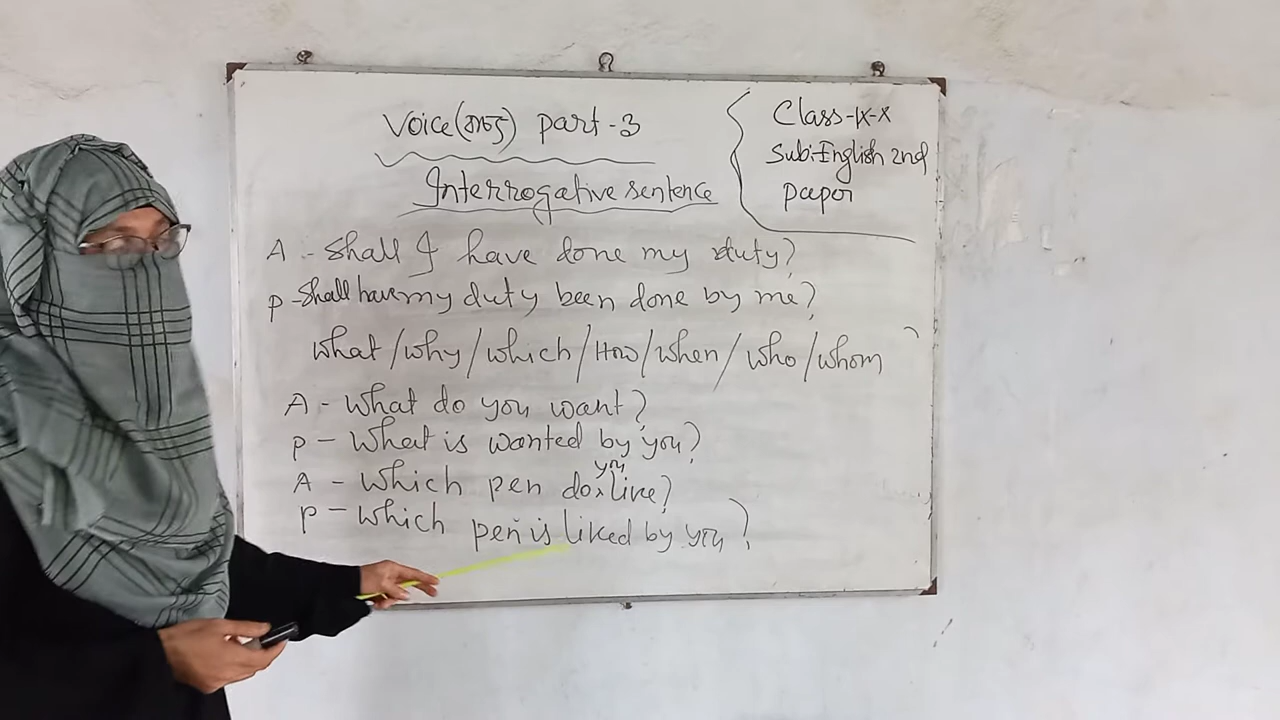 Voice (বাচ্য) part-3
Interrogative sentence
Class-IX-X
Sub:-English 2nd
paper
A - Shall I have done my duty?
P - Shall have my duty been done by me?
what/why/which/How/when/who/whom
A - What do you want?
P - What is wanted by you?
A - Which pen do you like?
P - Which pen is liked by you?